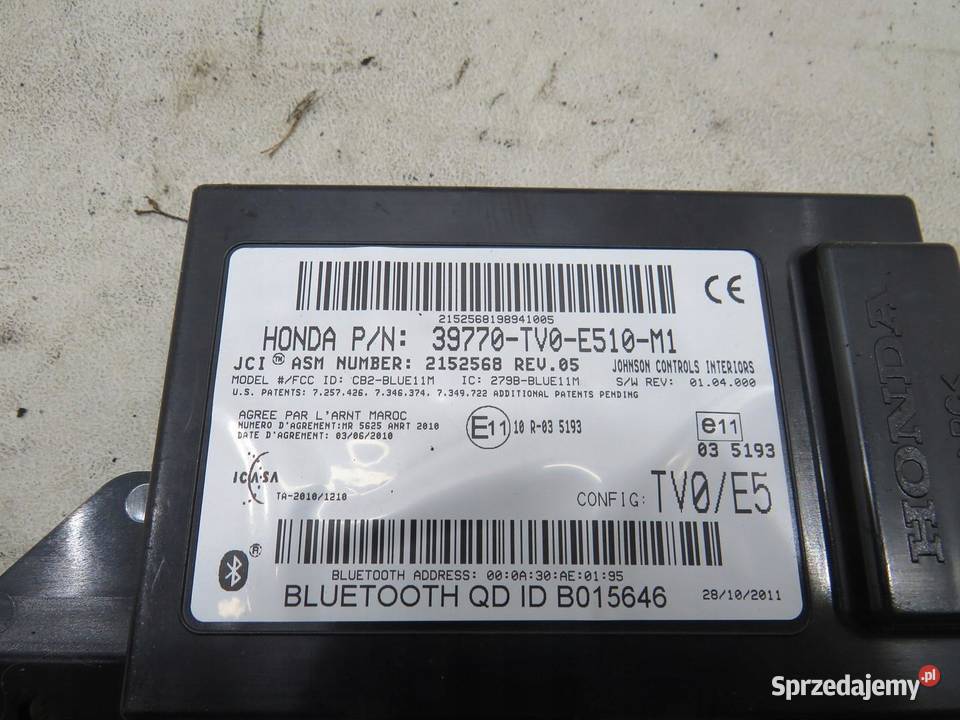 CE
2152568198941005
HONDA P/N: 39770-TV0-E510-M1
JCI™ ASM NUMBER: 2152568 REV.05 JOHNSON CONTROLS INTERIORS
MODEL #/FCC ID: CB2-BLUE11M IC: 279B-BLUE11M S/W REV: 01.04.000
U.S. PATENTS: 7.257.426. 7.346.374. 7.349.722 ADDITIONAL PATENTS PENDING
AGREE PAR L'ARNT MAROC
NUMERO D'AGREMENT:MR 5625 ANRT 2010
DATE D'AGREMENT: 03/06/2010
E11 10 R-03 5193
e11
03 5193
ICASA
TA-2010/1210
CONFIG: TV0/E5
®
BLUETOOTH ADDRESS: 00:0A:30:AE:01:95
BLUETOOTH QD ID B015646 28/10/2011
HONDA
Sprzedajemy.pl